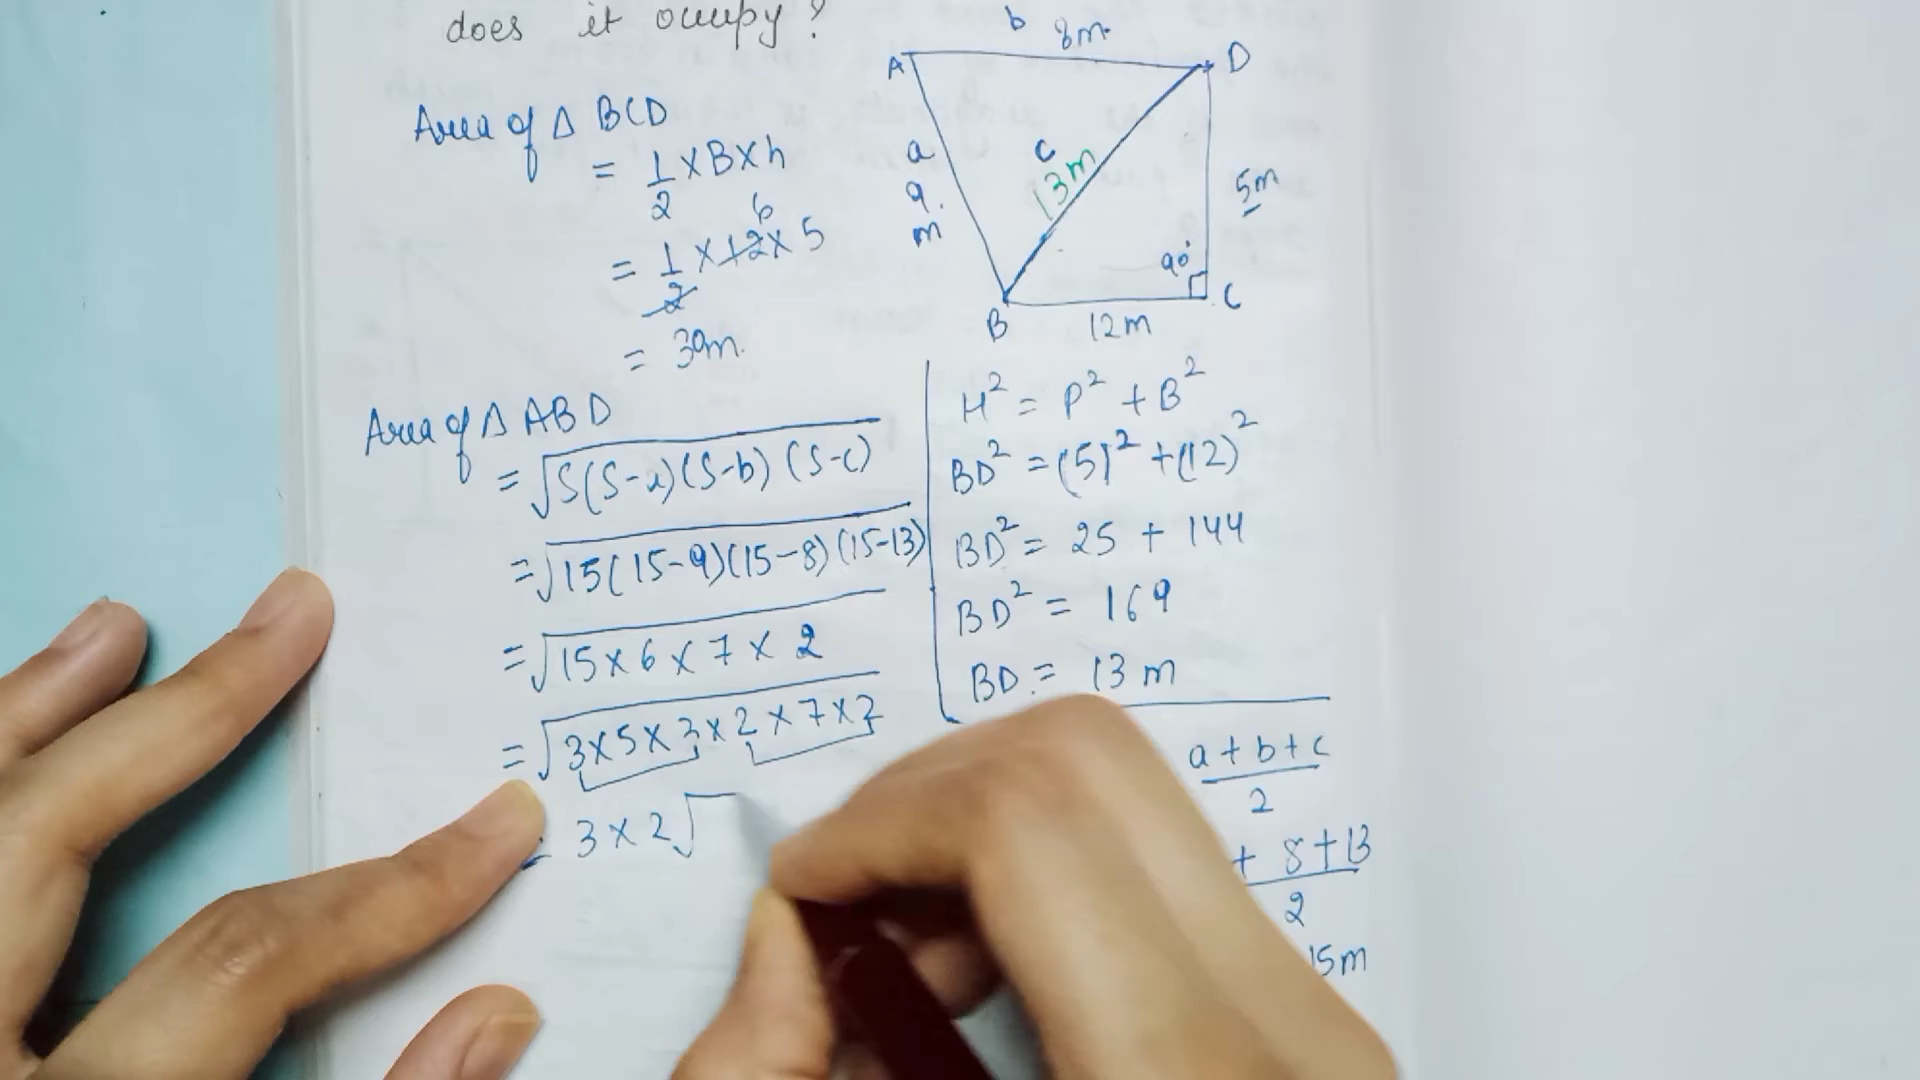 does it occupy?
b 8m
A D
Area of Δ BCD
= 1/2 × B × h
a 9. m
c 13m
5m
6
= 1/2 × 12 × 5
90°
C
B 12m
= 30m.
Area of Δ ABD
= √S(S-a)(S-b)(S-c)
= √15(15-9)(15-8)(15-13)
= √15×6×7×2
= √3×5×3×2×7×2
= 3×2√
H² = P² + B²
BD² = (5)² + (12)²
BD² = 25 + 144
BD² = 169
BD = 13 m
a+b+c
2
+ 8+13
2
15m